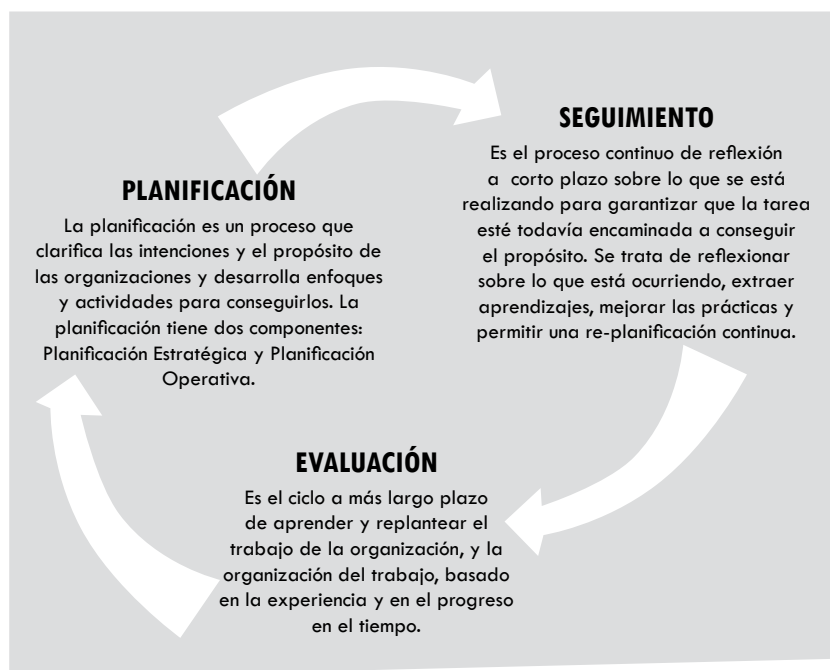 PLANIFICACIÓN
La planificación es un proceso que
clarifica las intenciones y el propósito de
las organizaciones y desarrolla enfoques
y actividades para conseguirlos. La
planificación tiene dos componentes:
Planificación Estratégica y Planificación
Operativa.
SEGUIMIENTO
Es el proceso continuo de reflexión
a corto plazo sobre lo que se está
realizando para garantizar que la tarea
esté todavía encaminada a conseguir
el propósito. Se trata de reflexionar
sobre lo que está ocurriendo, extraer
aprendizajes, mejorar las prácticas y
permitir una re-planificación continua.
EVALUACIÓN
Es el ciclo a más largo plazo
de aprender y replantear el
trabajo de la organización, y la
organización del trabajo, basado
en la experiencia y en el progreso
en el tiempo.